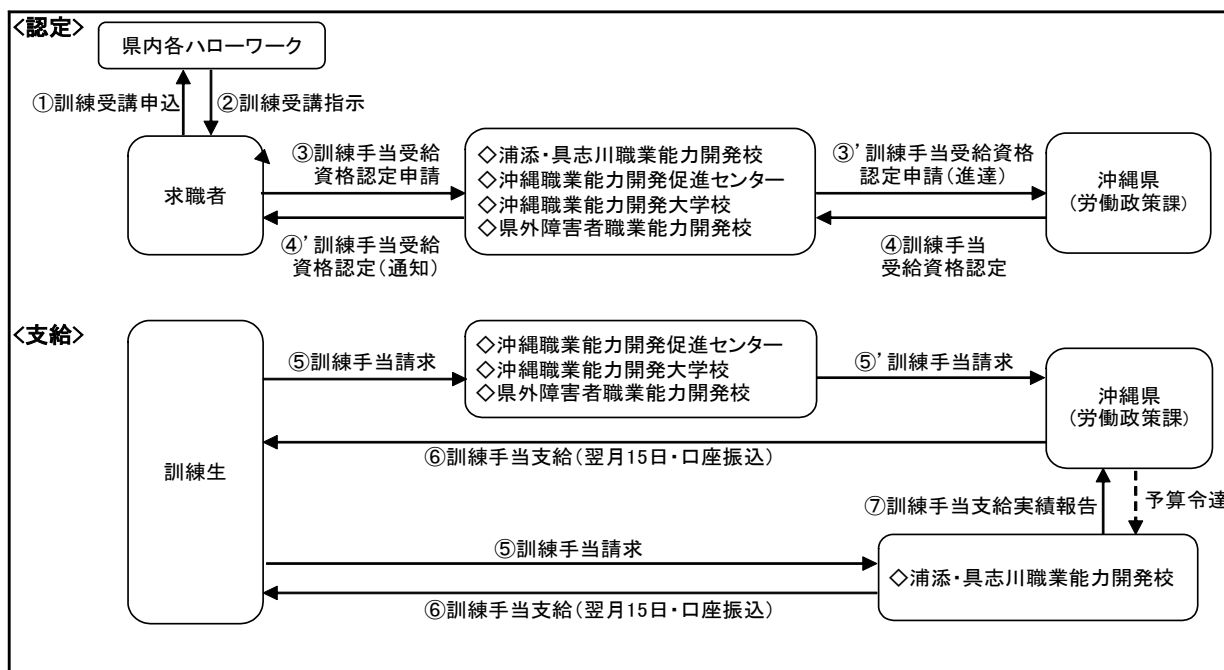 <認定>
県内各ハローワーク
①訓練受講申込
②訓練受講指示
求職者
③訓練手当受給
資格認定申請
◇浦添・具志川職業能力開発校
◇沖縄職業能力開発促進センター
◇沖縄職業能力開発大学校
◇県外障害者職業能力開発校
③’訓練手当受給資格
認定申請(進達)
沖縄県
(労働政策課)
④’訓練手当受給
資格認定(通知)
④訓練手当
受給資格認定
<支給>
訓練生
⑤訓練手当請求
◇沖縄職業能力開発促進センター
◇沖縄職業能力開発大学校
◇県外障害者職業能力開発校
⑤’訓練手当請求
沖縄県
(労働政策課)
⑥訓練手当支給(翌月15日・口座振込)
⑦訓練手当支給実績報告
予算令達
⑤訓練手当請求
◇浦添・具志川職業能力開発校
⑥訓練手当支給(翌月15日・口座振込)